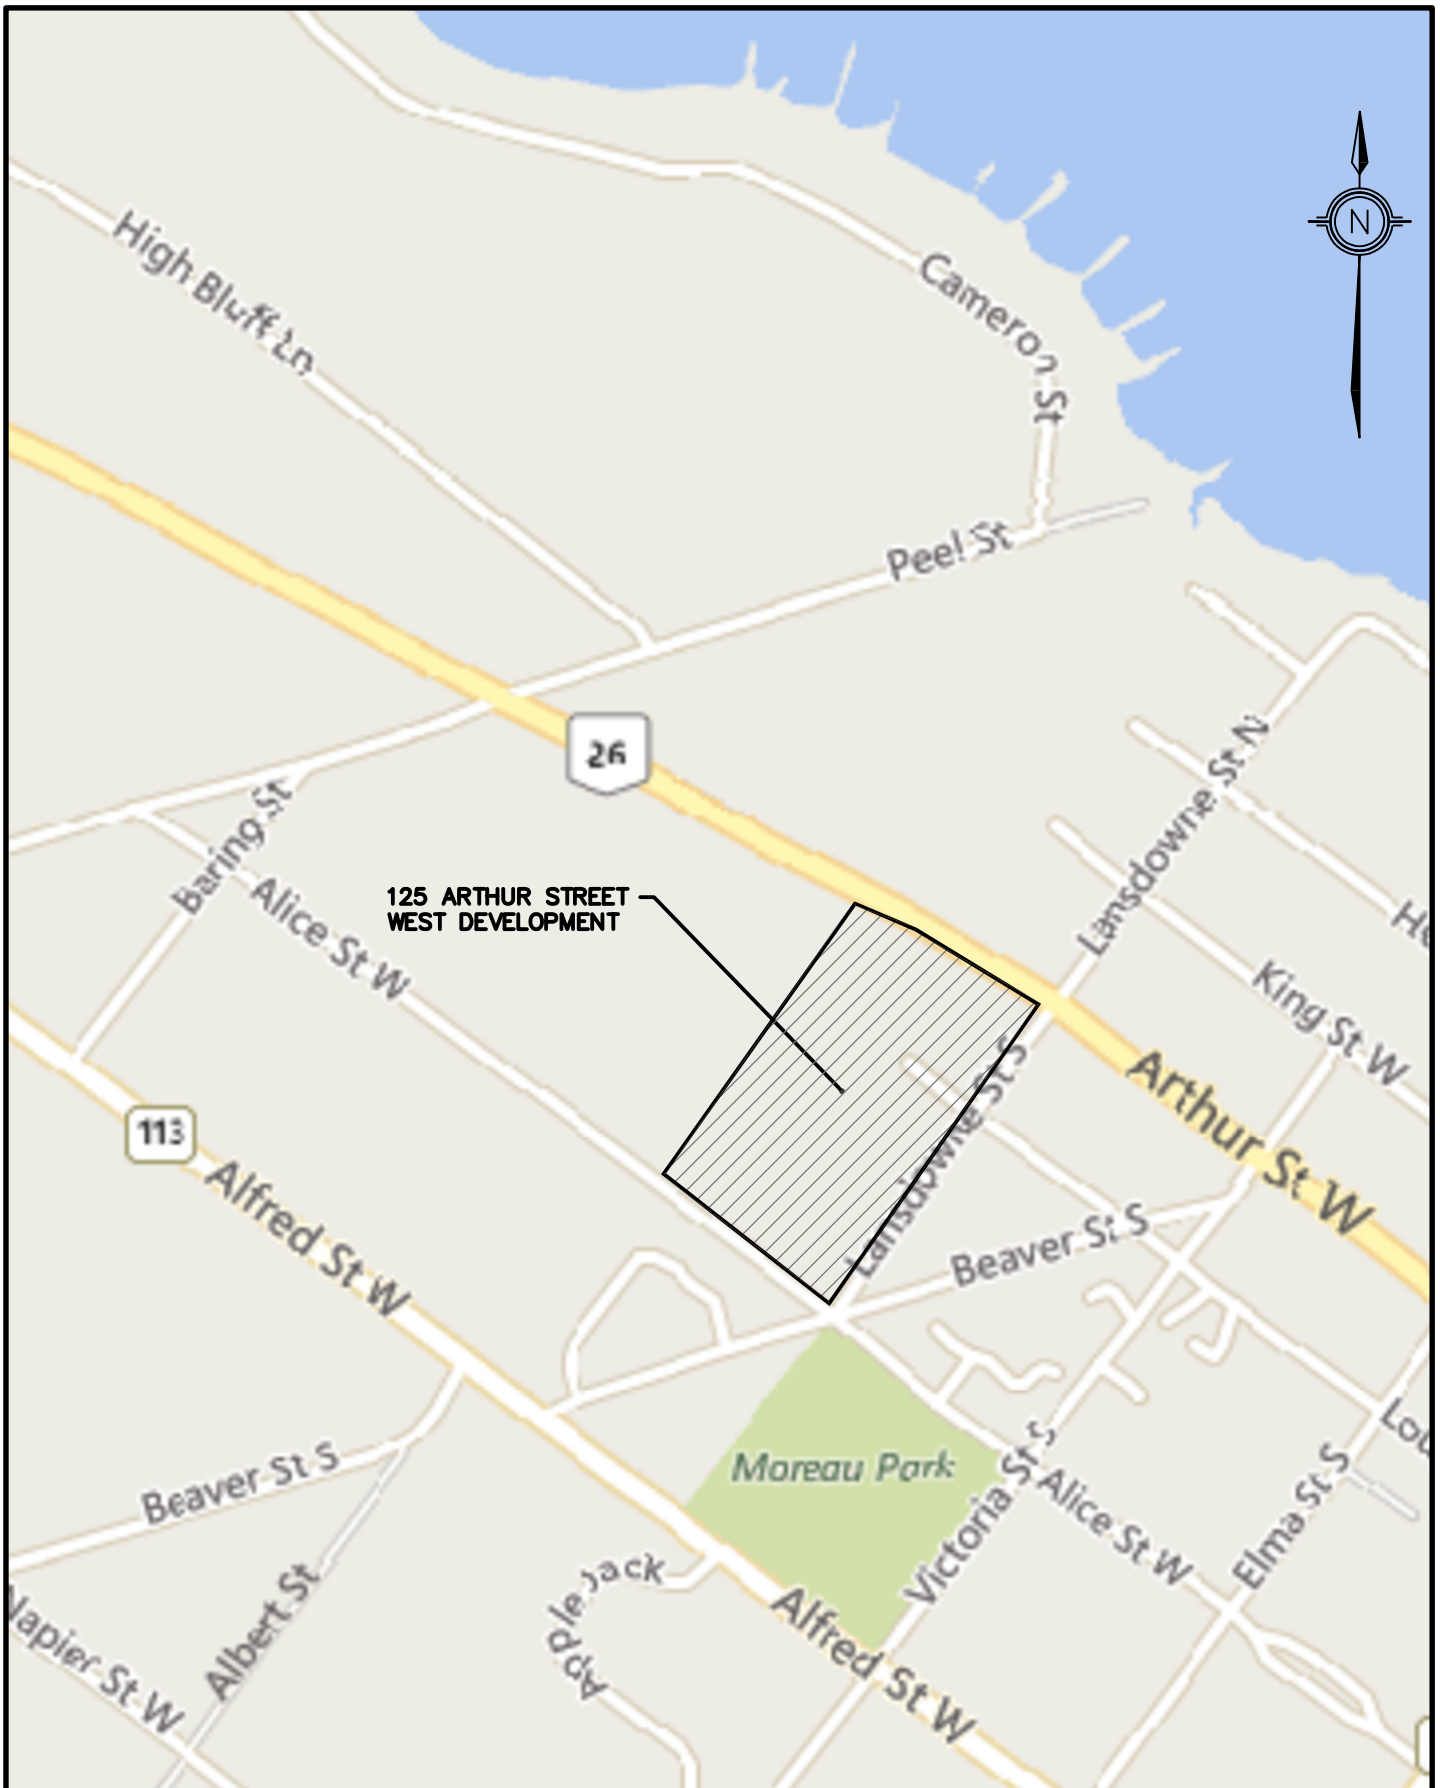 N
High Bluff Ln
Cameron St
Peel St
Lansdowne St N
26
Baring St
Alice St W
125 ARTHUR STREET
WEST DEVELOPMENT
King St W
Arthur St W
Lansdowne St S
113
Alfred St W
Beaver St S
Moreau Park
Victoria St S
Alice St W
Elma St S
Beaver St S
Albert St
Napier St W
Applejack
Alfred St W